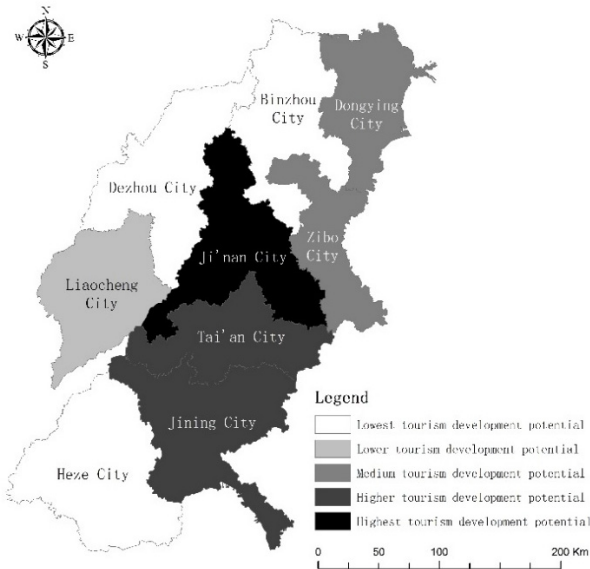 N
W
E
S
Binzhou
City
Dongying
City
Dezhou City
Zibo
City
Ji'nan City
Liaocheng
City
Tai'an City
Jining City
Heze City
Legend
Lowest tourism development potential
Lower tourism development potential
Medium tourism development potential
Higher tourism development potential
Highest tourism development potential
0 50 100 200 Km